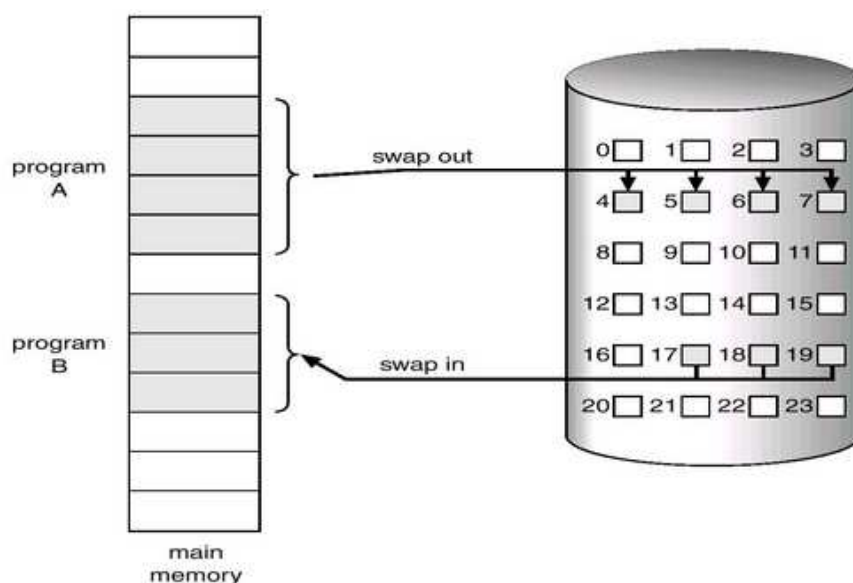 program
A
swap out
0 1 2 3
4 5 6 7
8 9 10 11
12 13 14 15
program
B
swap in
16 17 18 19
20 21 22 23
main
memory